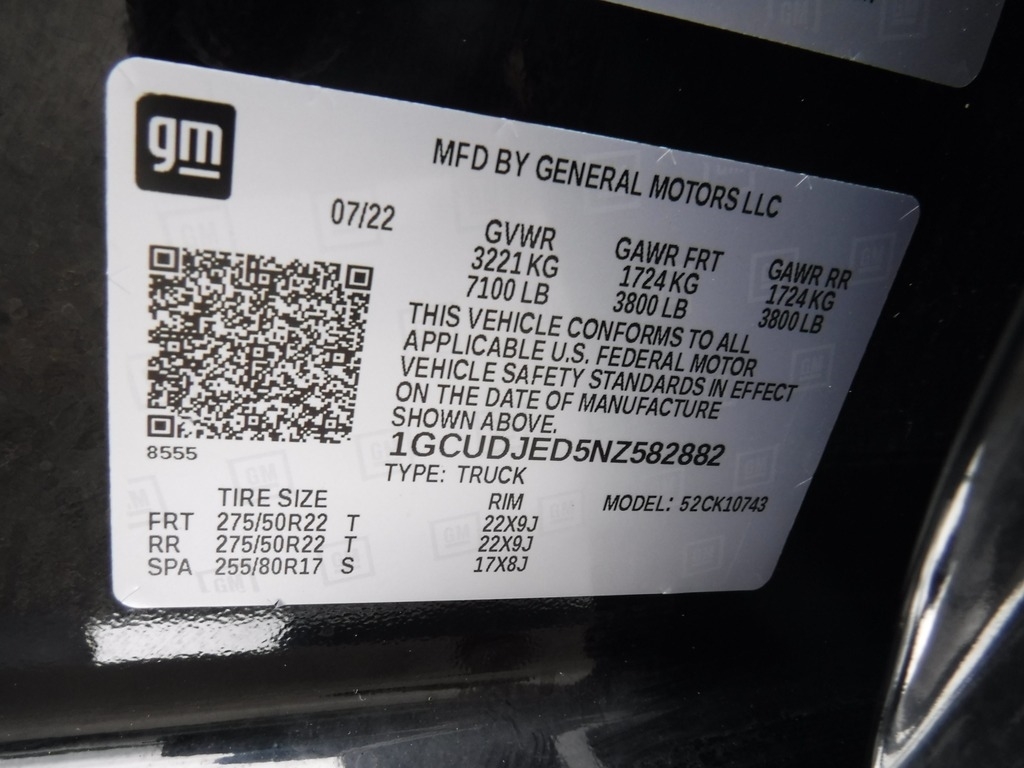 gm
MFD BY GENERAL MOTORS LLC
07/22
GVWR GAWR FRT GAWR RR
3221 KG 1724 KG 1724 KG
7100 LB 3800 LB 3800 LB
THIS VEHICLE CONFORMS TO ALL
APPLICABLE U.S. FEDERAL MOTOR
VEHICLE SAFETY STANDARDS IN EFFECT
ON THE DATE OF MANUFACTURE
SHOWN ABOVE.
8555
1GCUDJED5NZ582882
TYPE: TRUCK
TIRE SIZE RIM MODEL: 52CK10743
FRT 275/50R22 T 22X9J
RR 275/50R22 T 22X9J
SPA 255/80R17 S 17X8J